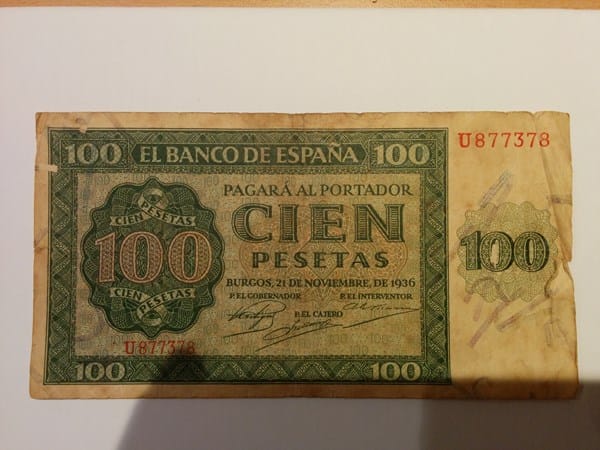 U877378
100 EL BANCO DE ESPAÑA 100
PAGARÁ AL PORTADOR
CIEN
PESETAS
BURGOS, 21 DE NOVIEMBRE, DE 1936
P. EL GOBERNADOR P. EL INTERVENTOR
P. EL CAJERO
CIEN PESETAS
100
CIEN PESETAS
100
U877378
100 100